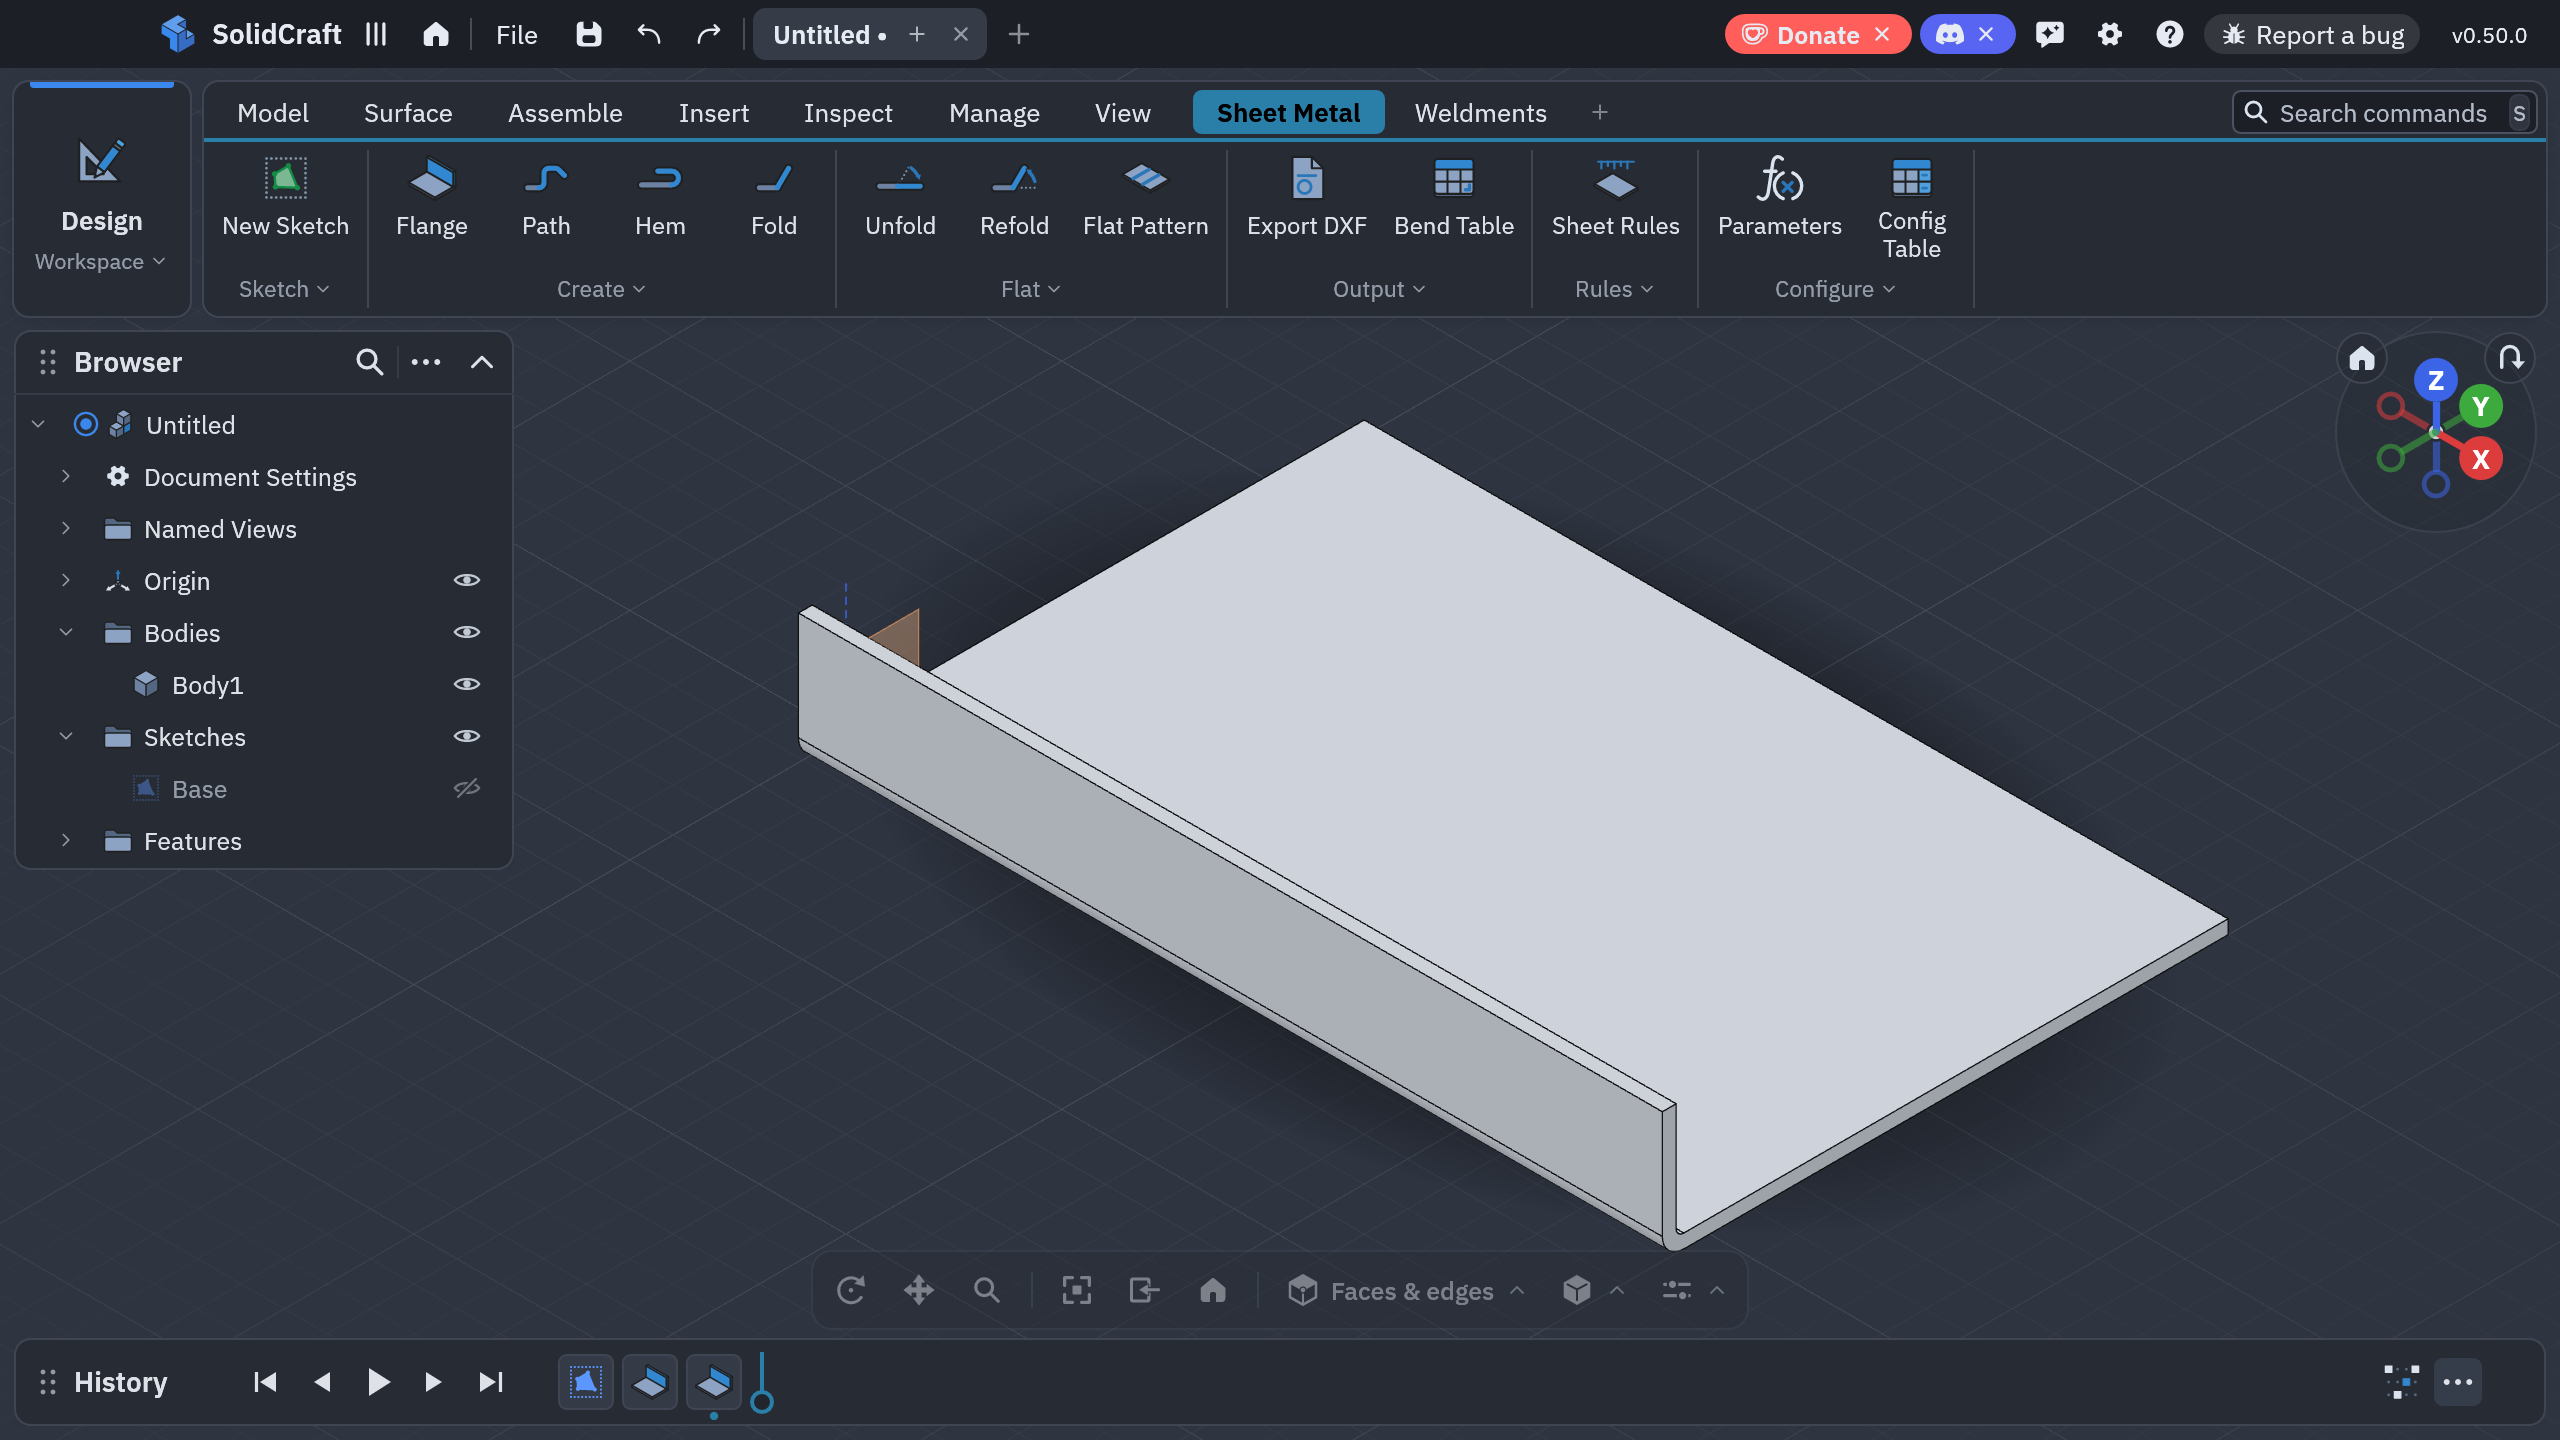 SolidCraft
File
Untitled •
Donate
Report a bug
v0.50.0
Design
Workspace
Model
Surface
Assemble
Insert
Inspect
Manage
View
Sheet Metal
Weldments
Search commands
S
New Sketch
Flange
Path
Hem
Fold
Unfold
Refold
Flat Pattern
Export DXF
Bend Table
Sheet Rules
Parameters
Config
Table
Sketch
Create
Flat
Output
Rules
Configure
Browser
Untitled
Document Settings
Named Views
Origin
Bodies
Body1
Sketches
Base
Features
Z
Y
X
Faces & edges
History